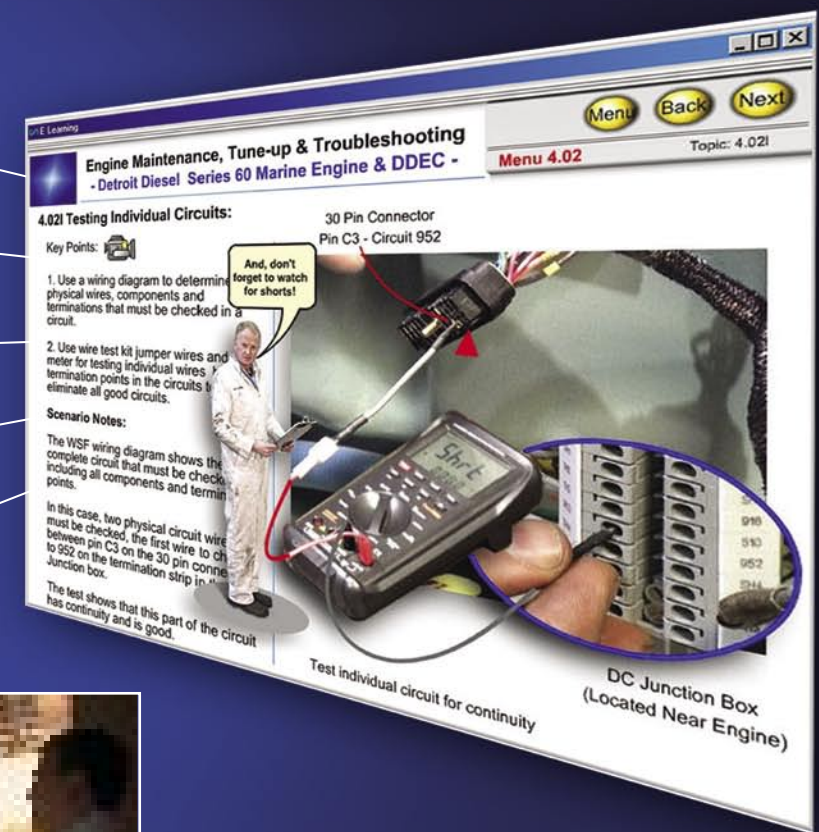 E Learning
Engine Maintenance, Tune-up & Troubleshooting
- Detroit Diesel Series 60 Marine Engine & DDEC -
Menu
Back
Next
Menu 4.02
Topic: 4.02I
4.02I Testing Individual Circuits:
Key Points:
1. Use a wiring diagram to determine
physical wires, components and
terminations that must be checked in a
circuit.
2. Use wire test kit jumper wires and
meter for testing individual wires
termination points in the circuits
eliminate all good circuits.
Scenario Notes:
The WSF wiring diagram shows the
complete circuit that must be
including all components and
points.
In this case, two physical circuit
must be checked, the first wire to
between pin C3 on the 30 pin
to 952 on the termination strip in
Junction box.
The test shows that this part of the circuit
has continuity and is good.
And, don't
forget to watch
for shorts!
30 Pin Connector
Pin C3 - Circuit 952
Shrt
916
510
952
Test individual circuit for continuity
DC Junction Box
(Located Near Engine)